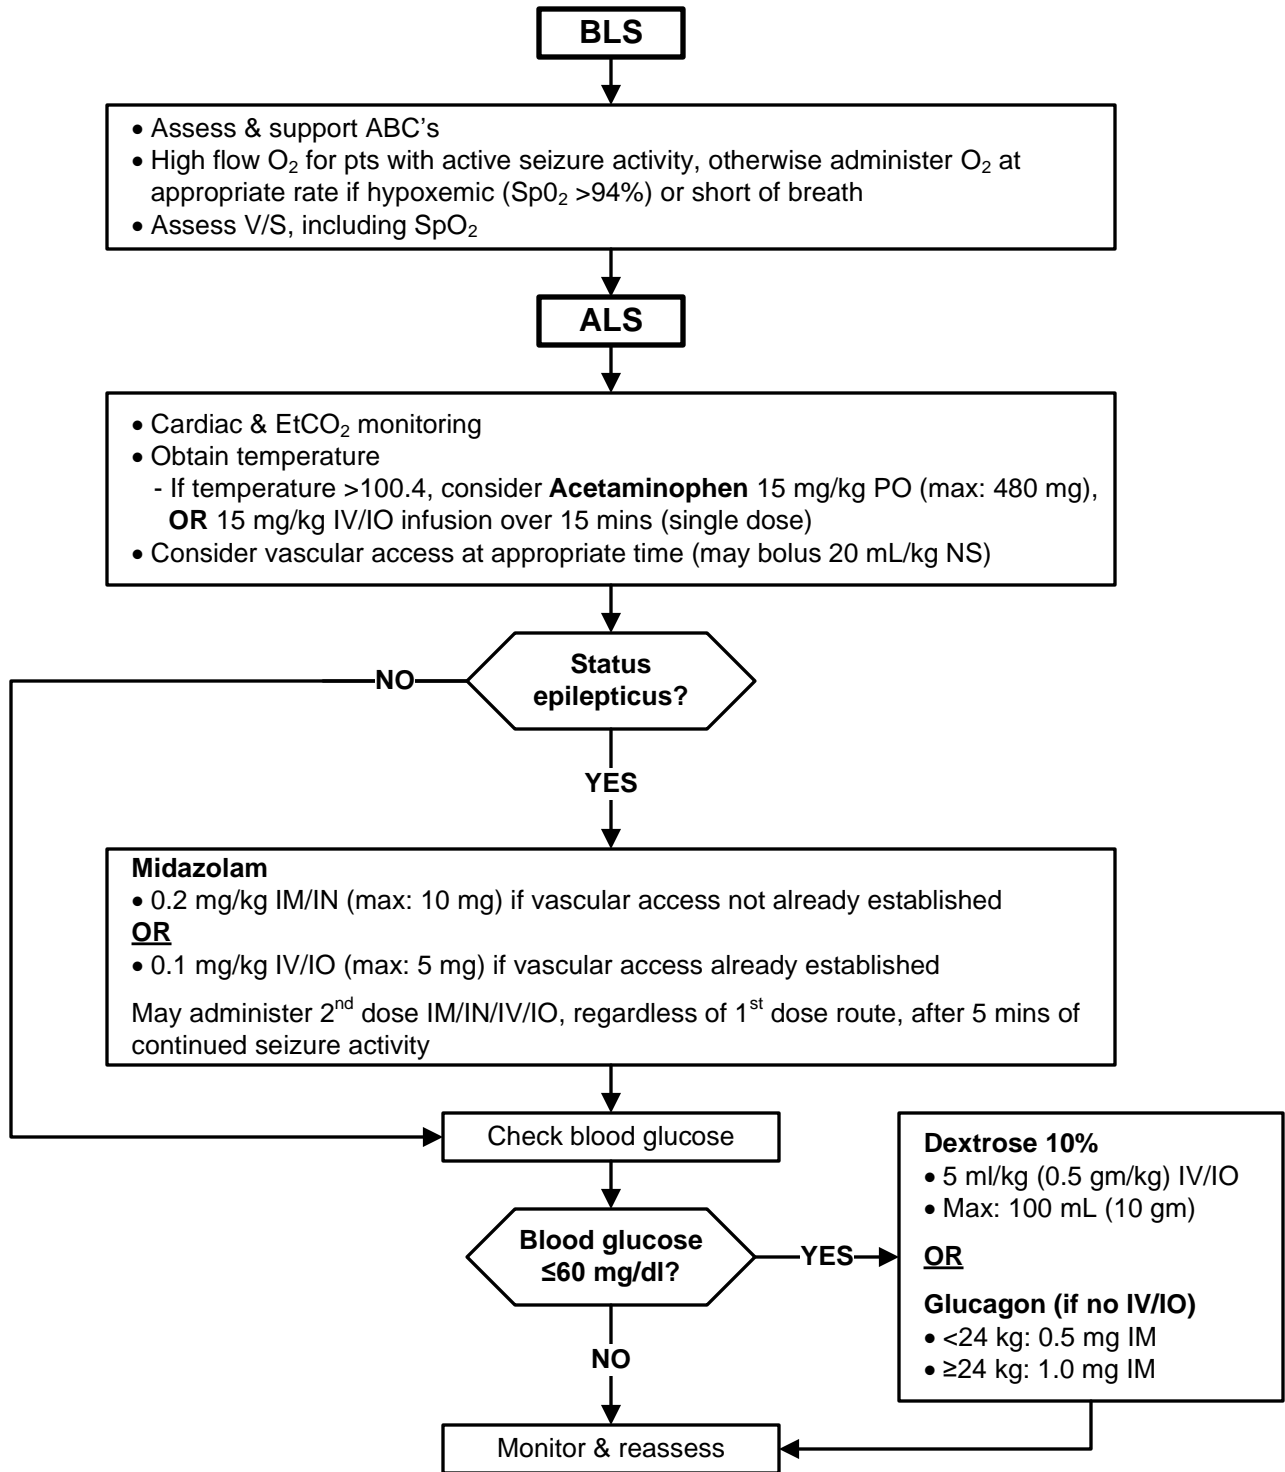 BLS
• Assess & support ABC’s
• High flow O₂ for pts with active seizure activity, otherwise administer O₂ at
appropriate rate if hypoxemic (Sp0₂ >94%) or short of breath
• Assess V/S, including SpO₂
ALS
• Cardiac & EtCO₂ monitoring
• Obtain temperature
- If temperature >100.4, consider Acetaminophen 15 mg/kg PO (max: 480 mg),
OR 15 mg/kg IV/IO infusion over 15 mins (single dose)
• Consider vascular access at appropriate time (may bolus 20 mL/kg NS)
Status
epilepticus?
NO
YES
Midazolam
• 0.2 mg/kg IM/IN (max: 10 mg) if vascular access not already established
OR
• 0.1 mg/kg IV/IO (max: 5 mg) if vascular access already established
May administer 2nd dose IM/IN/IV/IO, regardless of 1st dose route, after 5 mins of
continued seizure activity
Check blood glucose
Blood glucose
≤60 mg/dl?
YES
Dextrose 10%
• 5 ml/kg (0.5 gm/kg) IV/IO
• Max: 100 mL (10 gm)
OR
Glucagon (if no IV/IO)
• <24 kg: 0.5 mg IM
• ≥24 kg: 1.0 mg IM
NO
Monitor & reassess